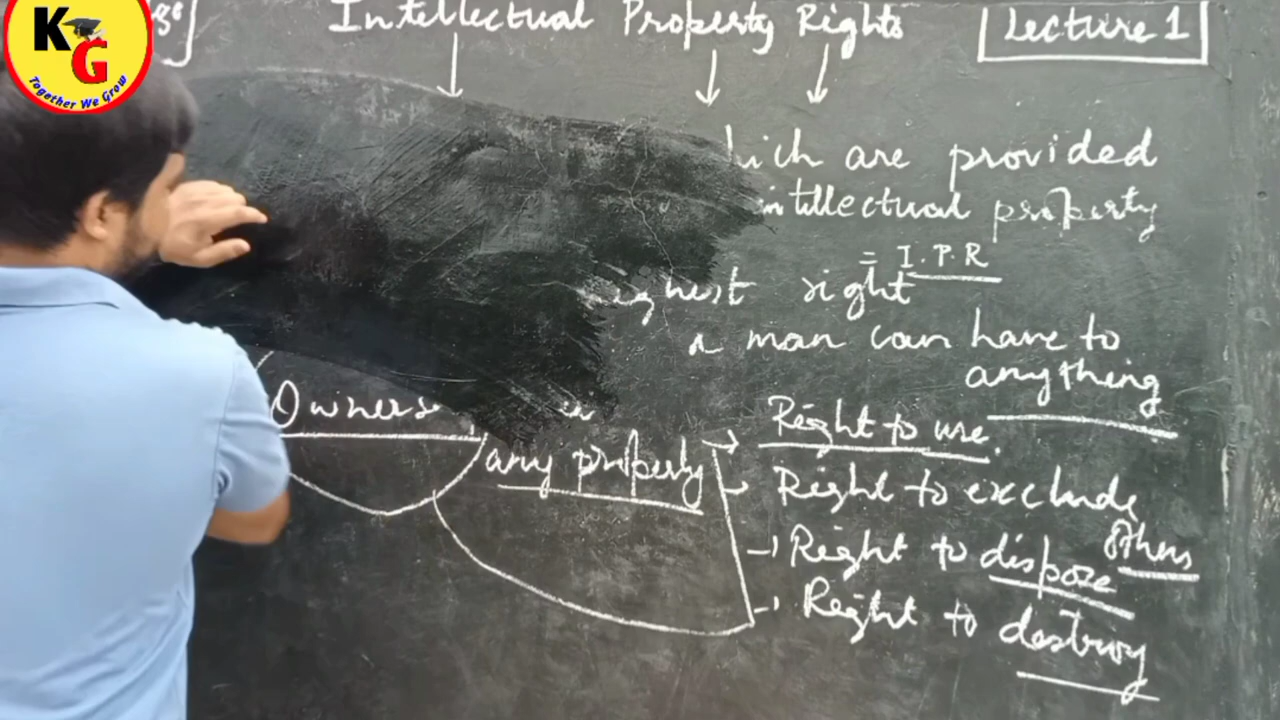 KG
Together We Grow
Intellectual Property Rights
Lecture 1
hich are provided
intellectual property
= I.P.R
highest right
a man can have to
anything
Owners
any property
Right to use.
Right to exclude
others
Right to dispose
Right to destroy